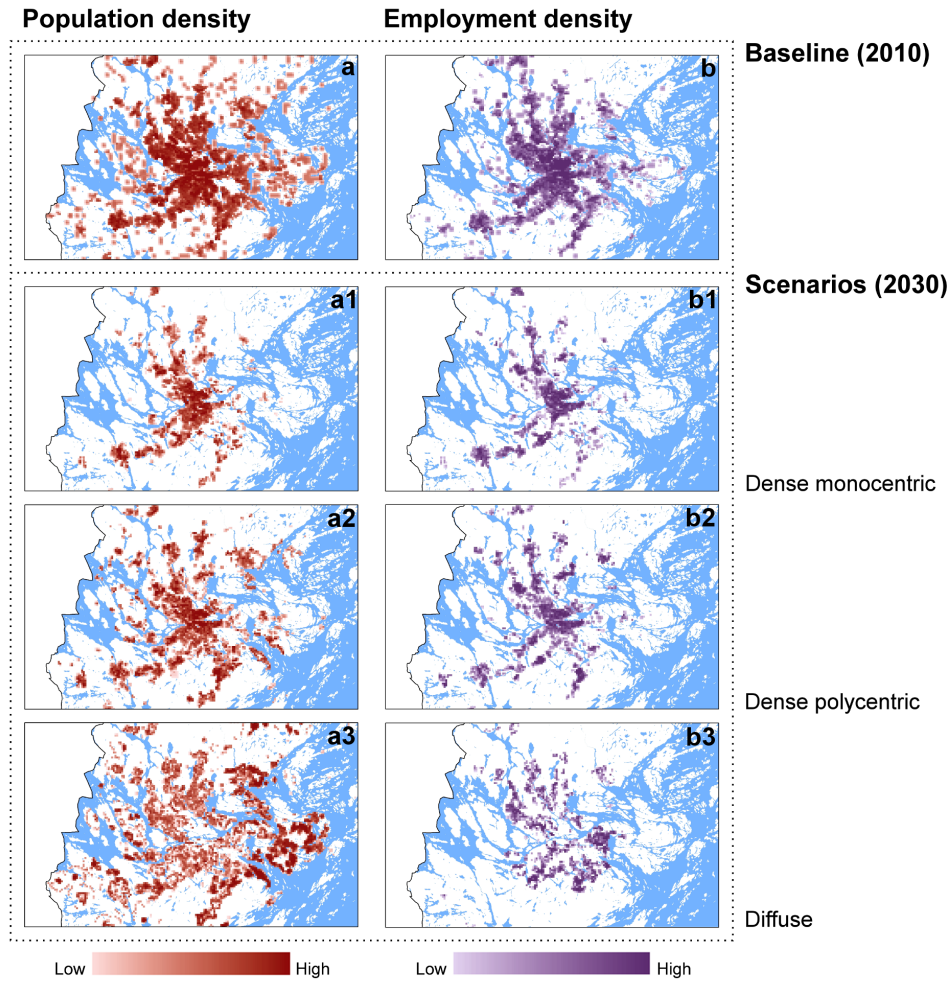 Population density
Employment density
Baseline (2010)
a
b
Scenarios (2030)
a1
b1
Dense monocentric
a2
b2
Dense polycentric
a3
b3
Diffuse
Low
High
Low
High